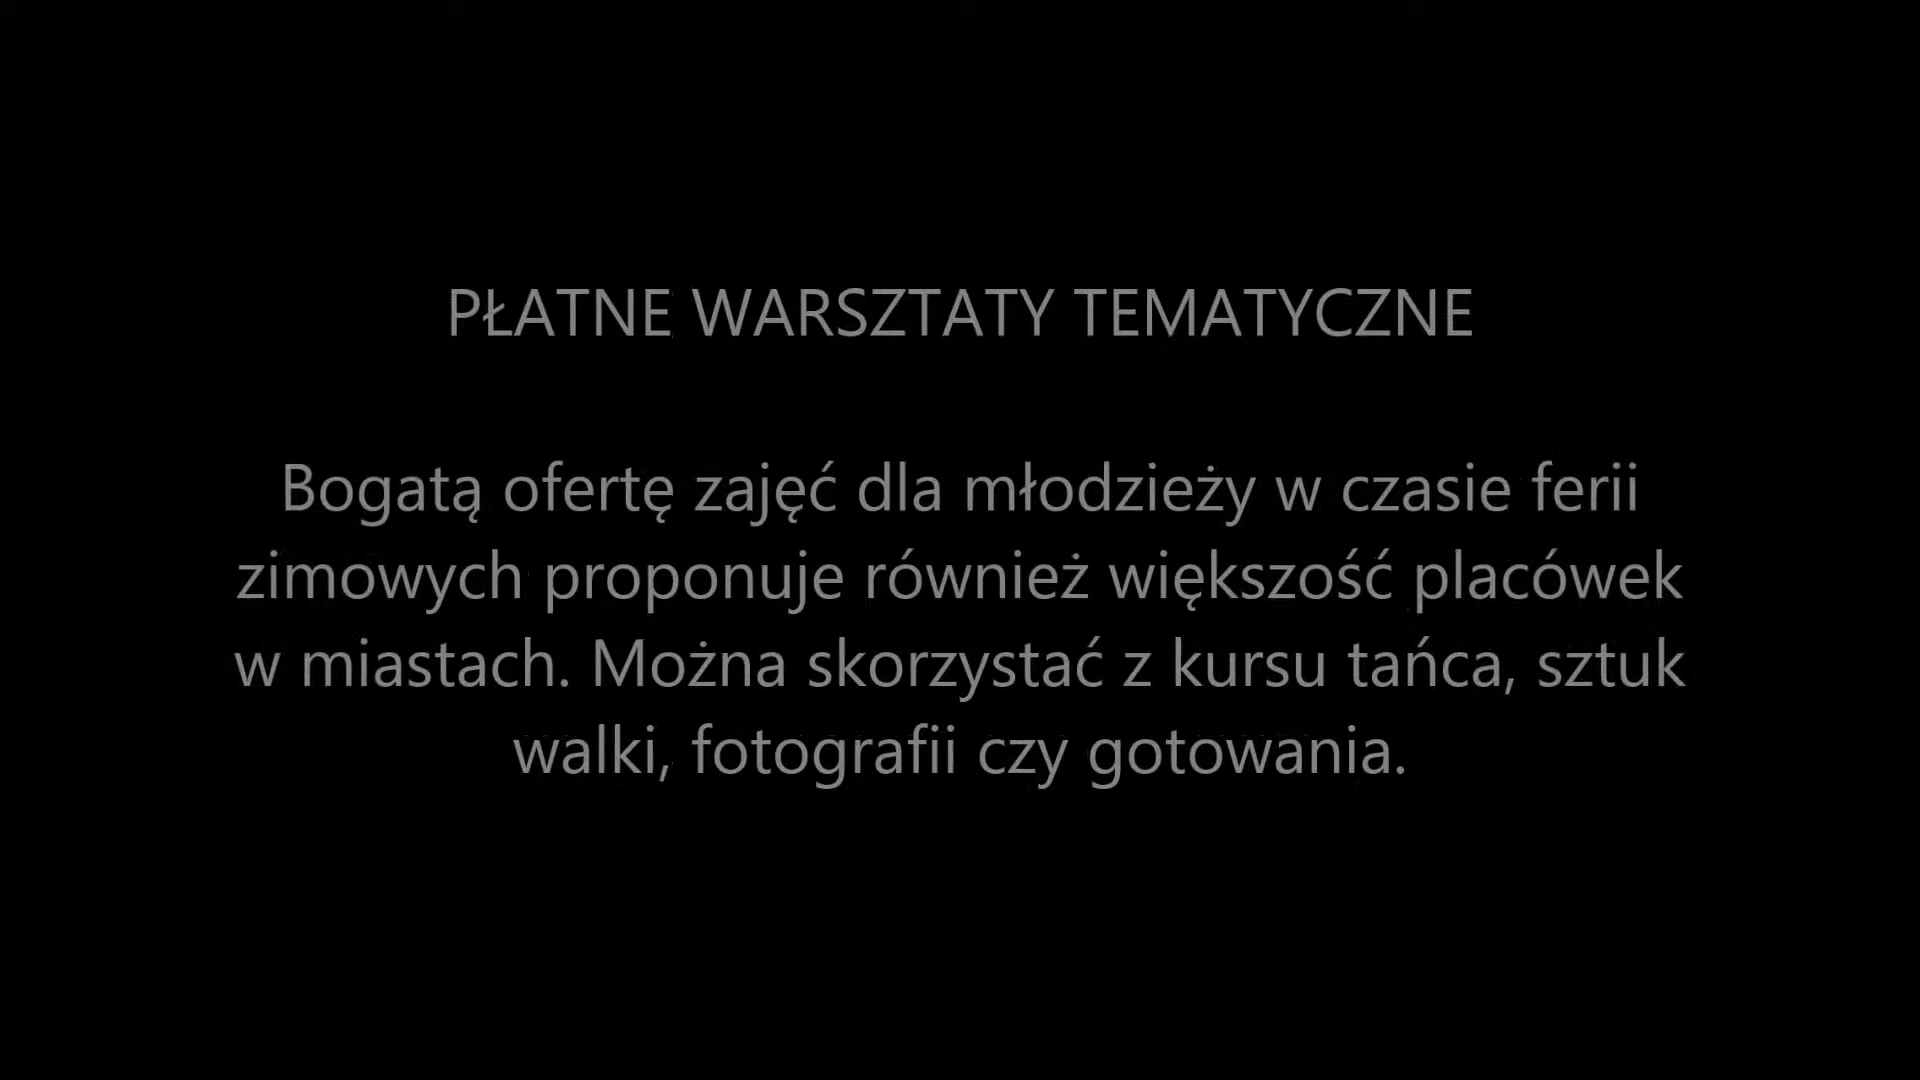 PŁATNE WARSZTATY TEMATYCZNE
Bogatą ofertę zajęć dla młodzieży w czasie ferii
zimowych proponuje również większość placówek
w miastach. Można skorzystać z kursu tańca, sztuk
walki, fotografii czy gotowania.